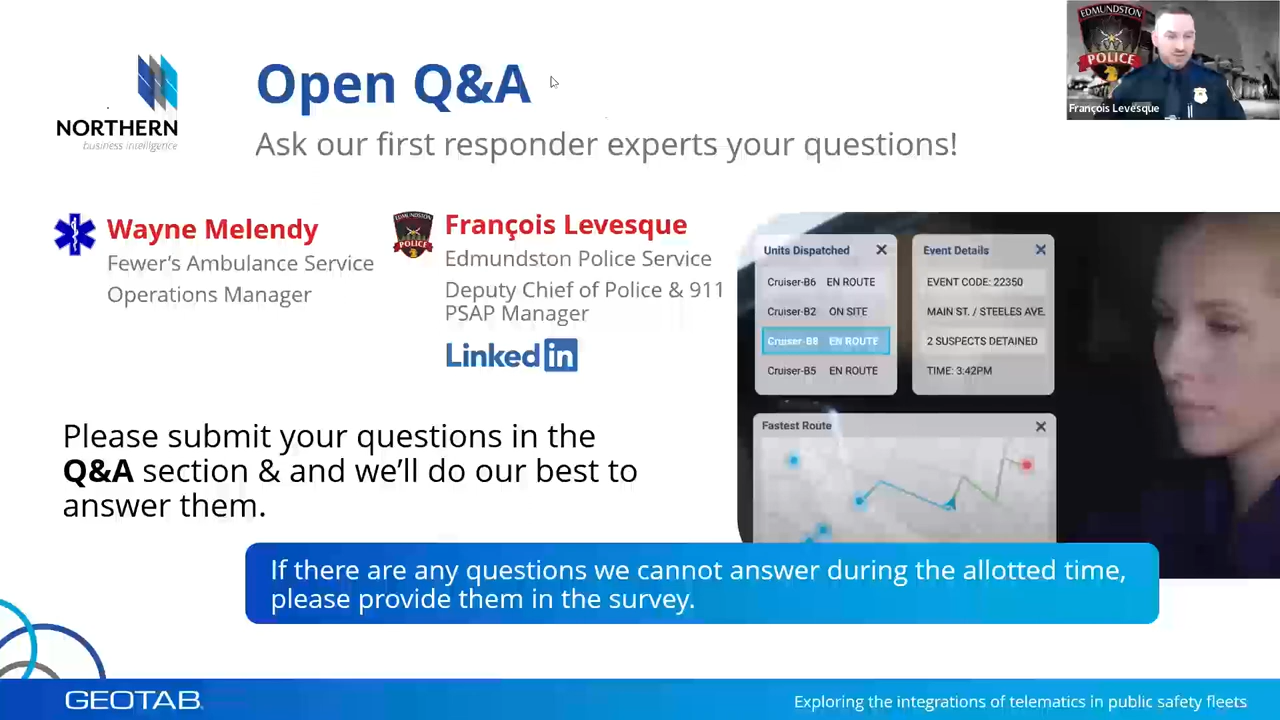 EDMUNDSTON
POLICE
François Levesque
NORTHERN
business intelligence
Open Q&A
Ask our first responder experts your questions!
Wayne Melendy
Fewer's Ambulance Service
Operations Manager
EDMUNDSTON
POLICE
François Levesque
Edmundston Police Service
Deputy Chief of Police & 911
PSAP Manager
Linked in
Units Dispatched X
Cruiser-B6 EN ROUTE
Cruiser-B2 ON SITE
Cruiser-B8 EN ROUTE
Cruiser-B5 EN ROUTE
Event Details X
EVENT CODE: 22350
MAIN ST. / STEELES AVE.
2 SUSPECTS DETAINED
TIME: 3:42PM
Fastest Route X
Please submit your questions in the
Q&A section & and we'll do our best to
answer them.
If there are any questions we cannot answer during the allotted time,
please provide them in the survey.
GEOTAB
Exploring the integrations of telematics in public safety fleets